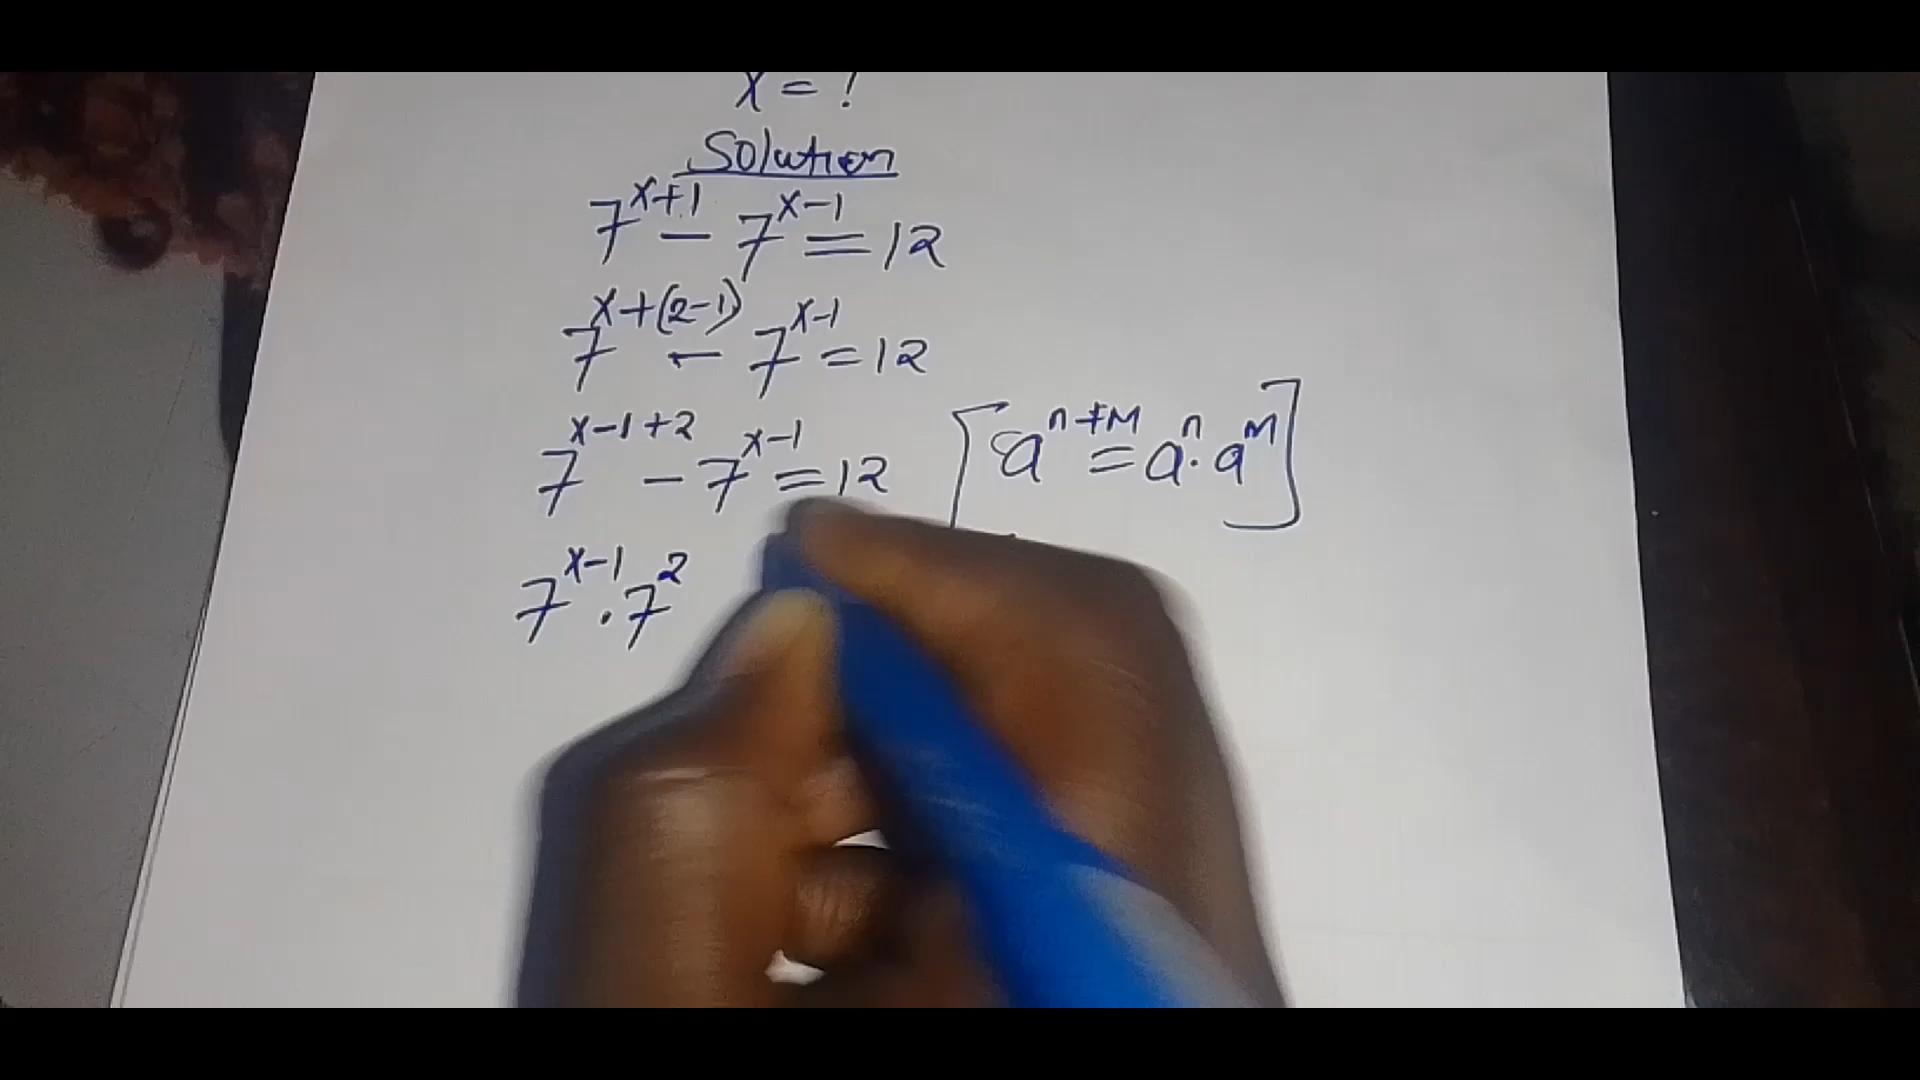 x = ?
Solution
7^{x+1} - 7^{x-1} = 12
7^{x+(2-1)} - 7^{x-1} = 12
7^{x-1+2} - 7^{x-1} = 12 [a^{n+m} = a^n · a^m]
7^{x-1} · 7^2